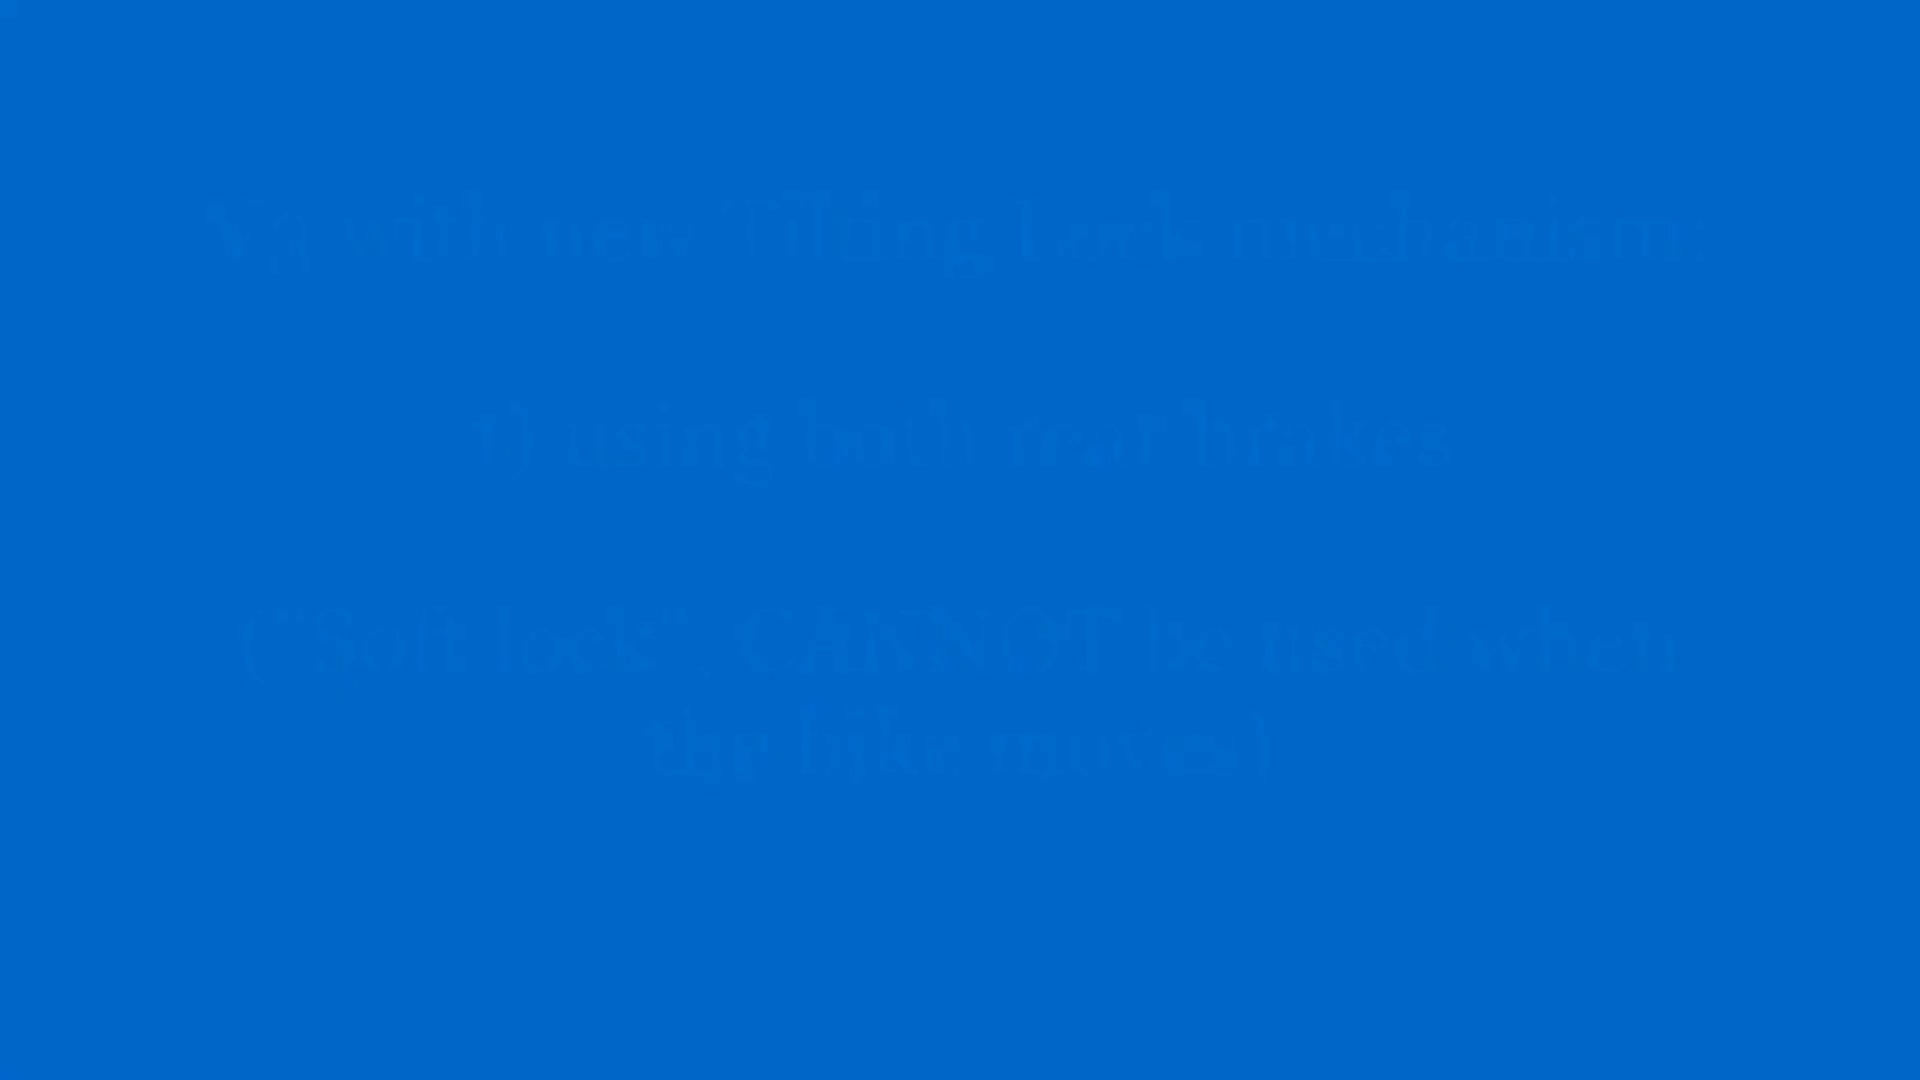 V9 with new Tilting Lock mechanism:
1) using both rear brakes
("Soft lock", CANNOT be used when
the bike moves)